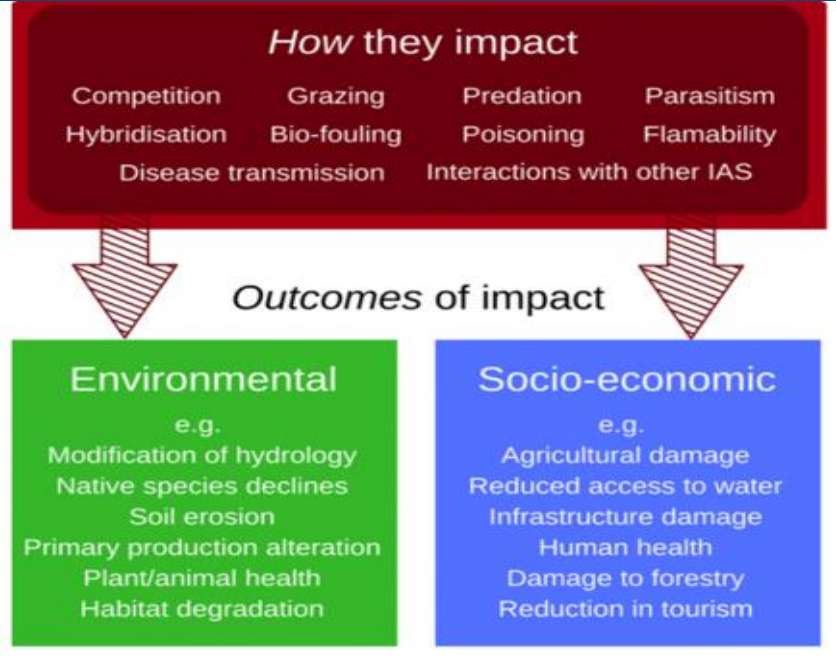 How they impact
Competition Grazing Predation Parasitism
Hybridisation Bio-fouling Poisoning Flamability
Disease transmission Interactions with other IAS
Outcomes of impact
Environmental
e.g.
Modification of hydrology
Native species declines
Soil erosion
Primary production alteration
Plant/animal health
Habitat degradation
Socio-economic
e.g.
Agricultural damage
Reduced access to water
Infrastructure damage
Human health
Damage to forestry
Reduction in tourism